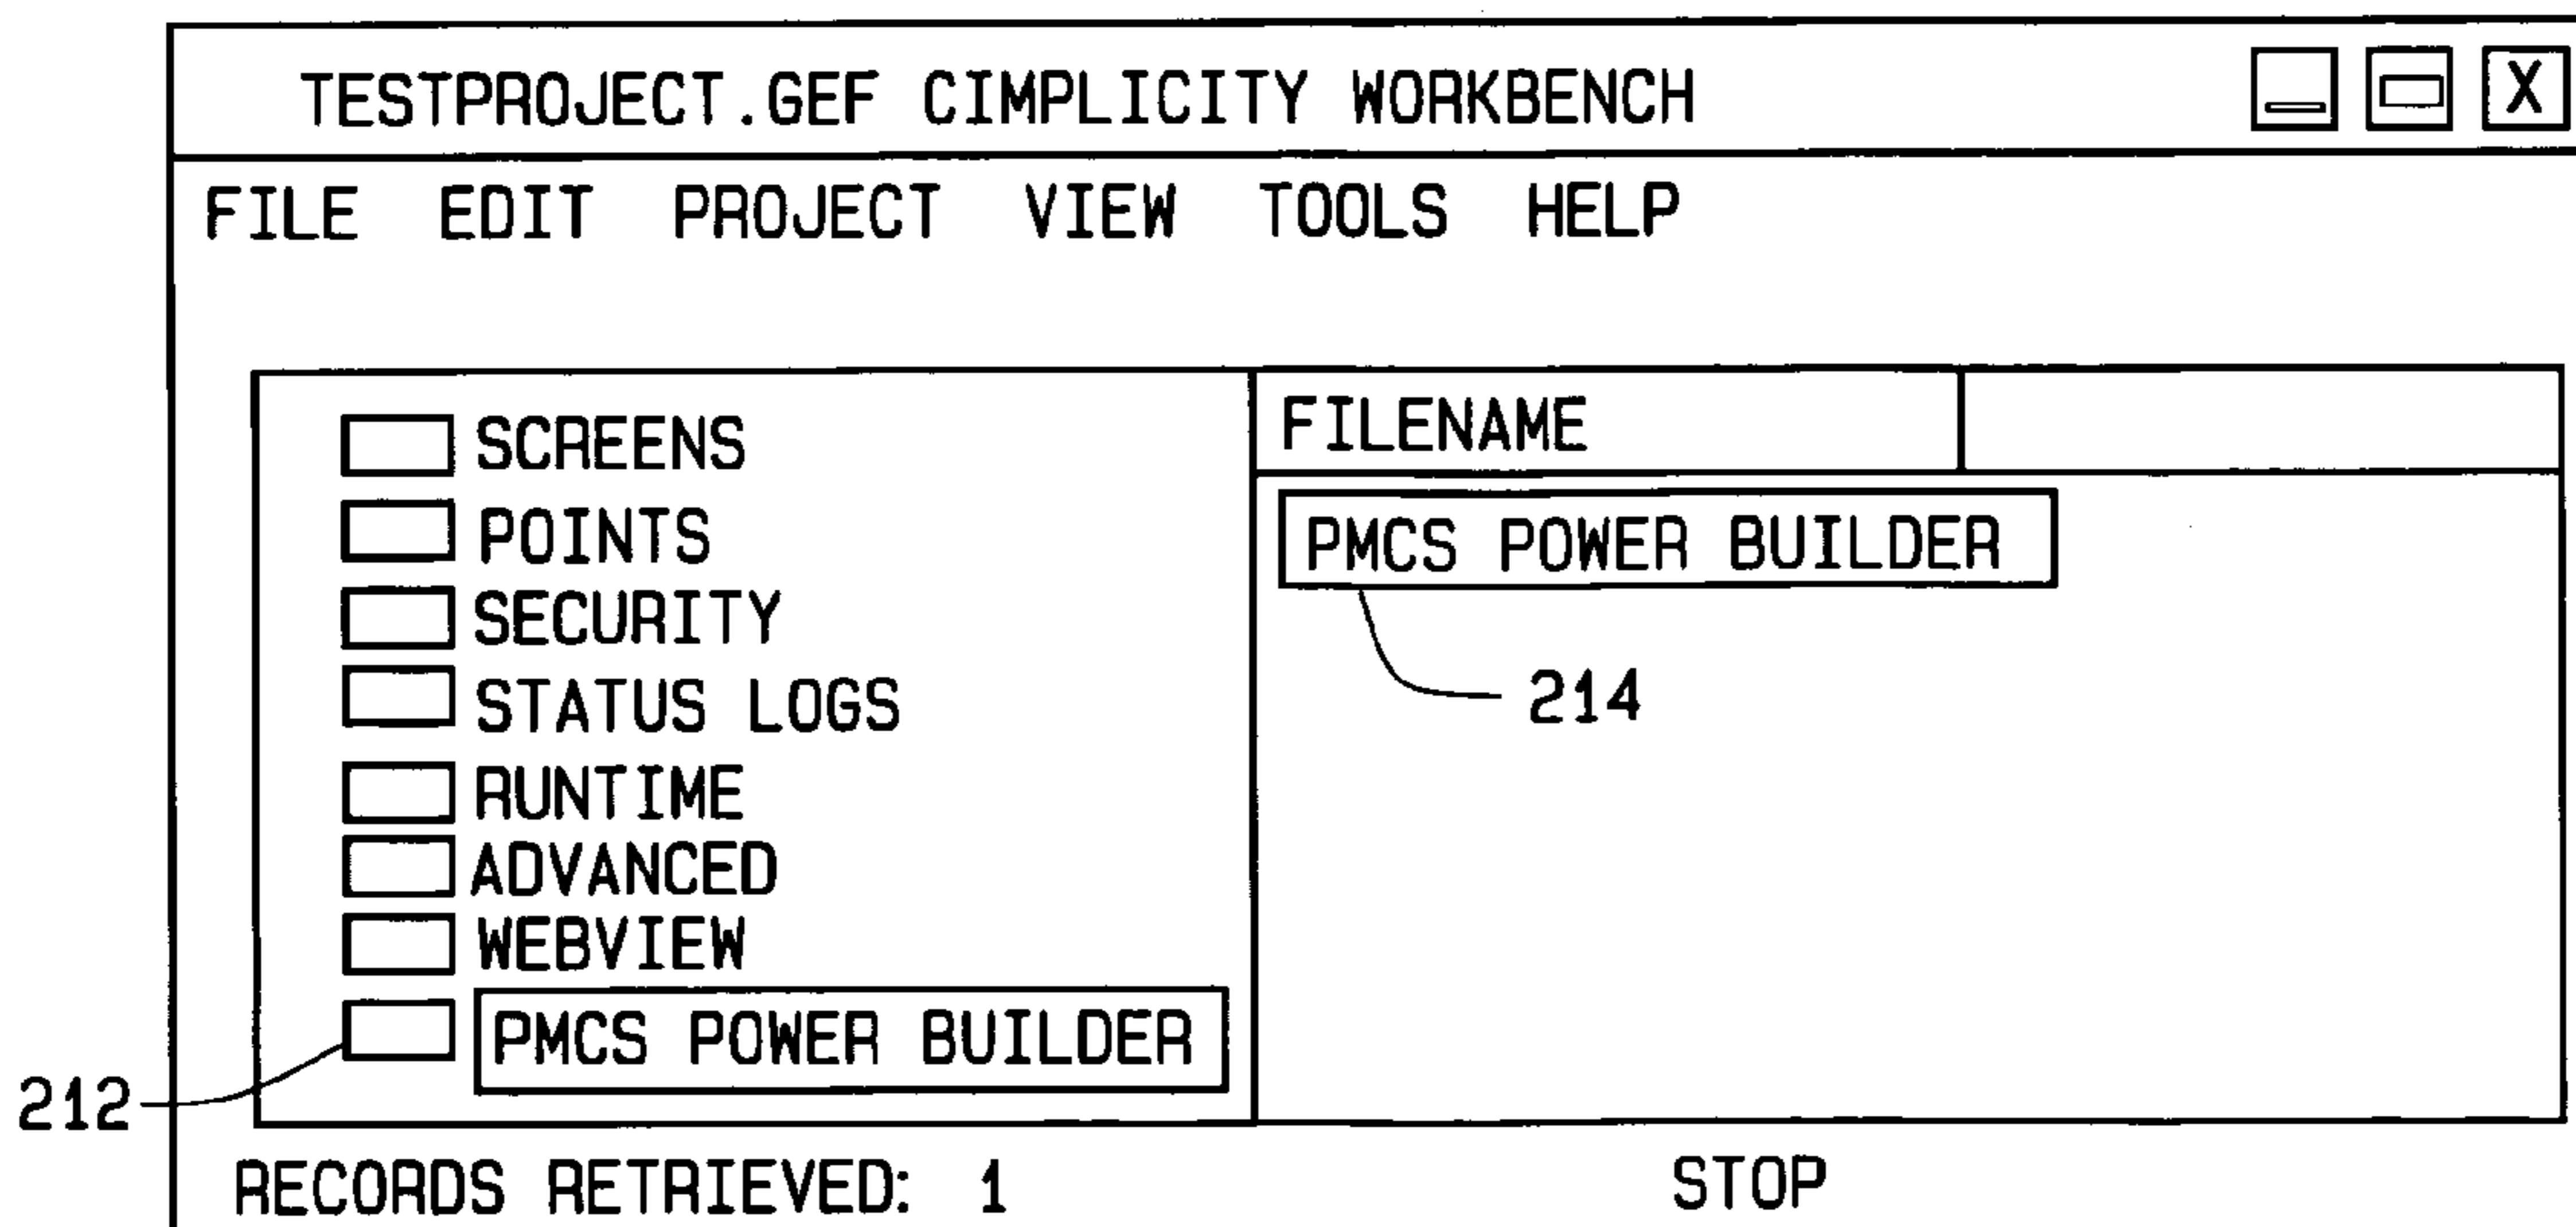 TESTPROJECT.GEF CIMPLICITY WORKBENCH X
FILE EDIT PROJECT VIEW TOOLS HELP
SCREENS
POINTS
SECURITY
STATUS LOGS
RUNTIME
ADVANCED
WEBVIEW
PMCS POWER BUILDER
212
FILENAME
PMCS POWER BUILDER
214
RECORDS RETRIEVED: 1 STOP